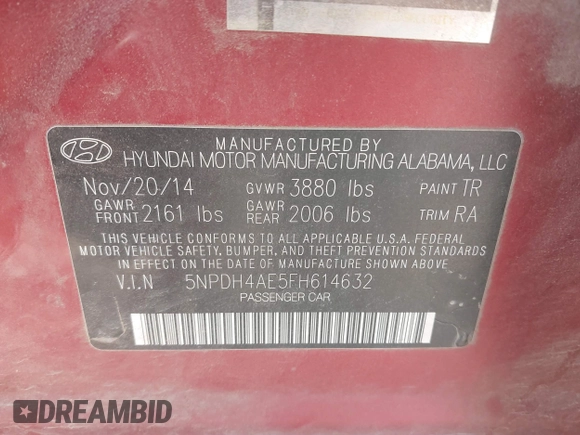 MANUFACTURED BY
HYUNDAI MOTOR MANUFACTURING ALABAMA, LLC
Nov/20/14 GVWR 3880 lbs PAINT TR
GAWR FRONT 2161 lbs GAWR REAR 2006 lbs TRIM RA
THIS VEHICLE CONFORMS TO ALL APPLICABLE U.S.A. FEDERAL
MOTOR VEHICLE SAFETY, BUMPER, AND THEFT PREVENTION STANDARDS
IN EFFECT ON THE DATE OF MANUFACTURE SHOWN ABOVE
V.I.N 5NPDH4AE5FH614632
PASSENGER CAR
DREAMBID